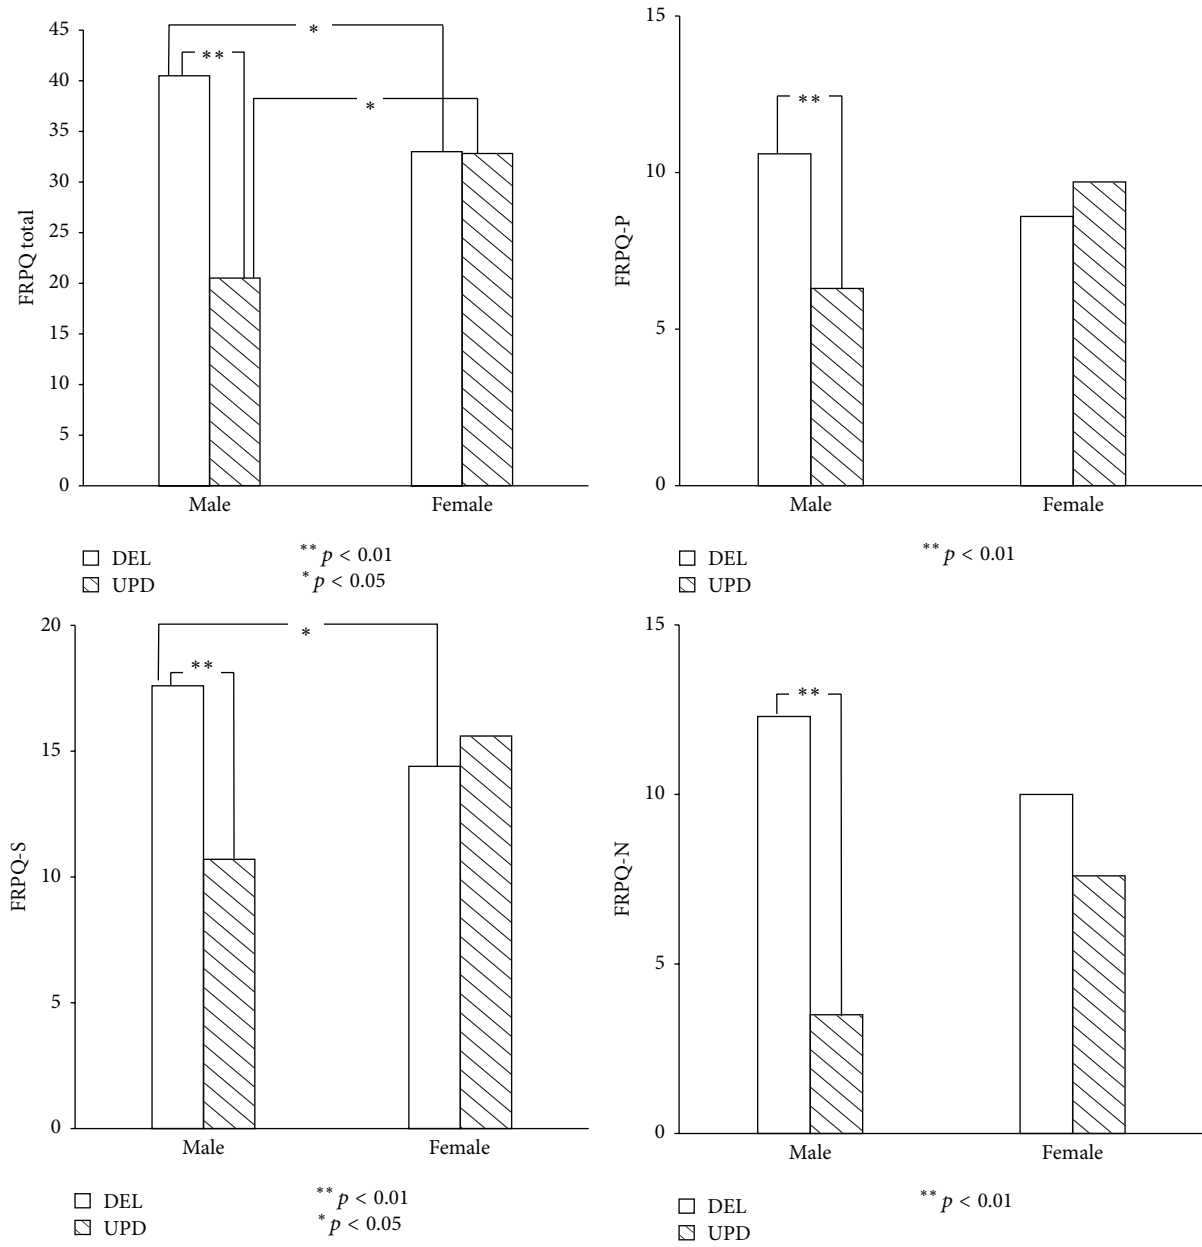 45
40
35
30
25
20
15
10
5
0
FRPQ total
*
**
*
Male Female
DEL
UPD
** p < 0.01
* p < 0.05
15
10
5
0
FRPQ-P
**
Male Female
DEL
UPD
** p < 0.01
20
15
10
5
0
FRPQ-S
*
**
Male Female
DEL
UPD
** p < 0.01
* p < 0.05
15
10
5
0
FRPQ-N
**
Male Female
DEL
UPD
** p < 0.01